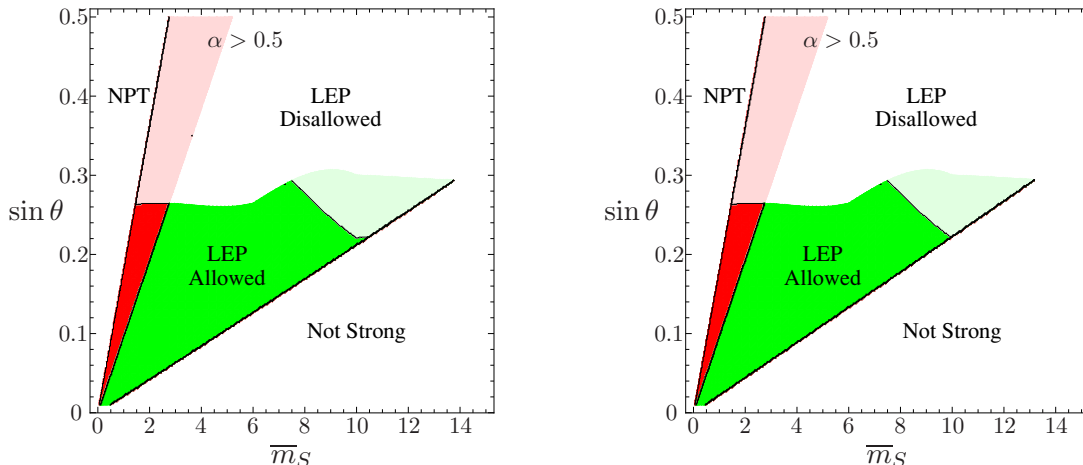 0.5
α > 0.5
0.4
NPT
LEP
Disallowed
0.3
sin θ
0.2
LEP
Allowed
0.1
Not Strong
0
0 2 4 6 8 10 12 14
m̅_S
0.5
α > 0.5
0.4
NPT
LEP
Disallowed
0.3
sin θ
0.2
LEP
Allowed
0.1
Not Strong
0
0 2 4 6 8 10 12 14
m̅_S